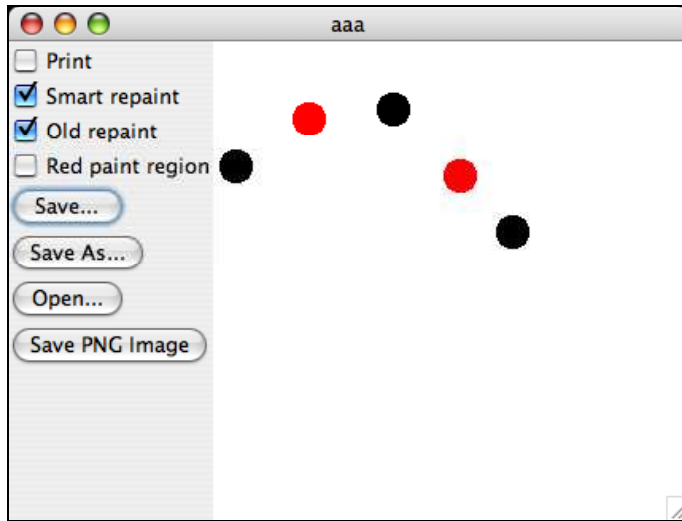 aaa
Print
Smart repaint
Old repaint
Red paint region
Save...
Save As...
Open...
Save PNG Image